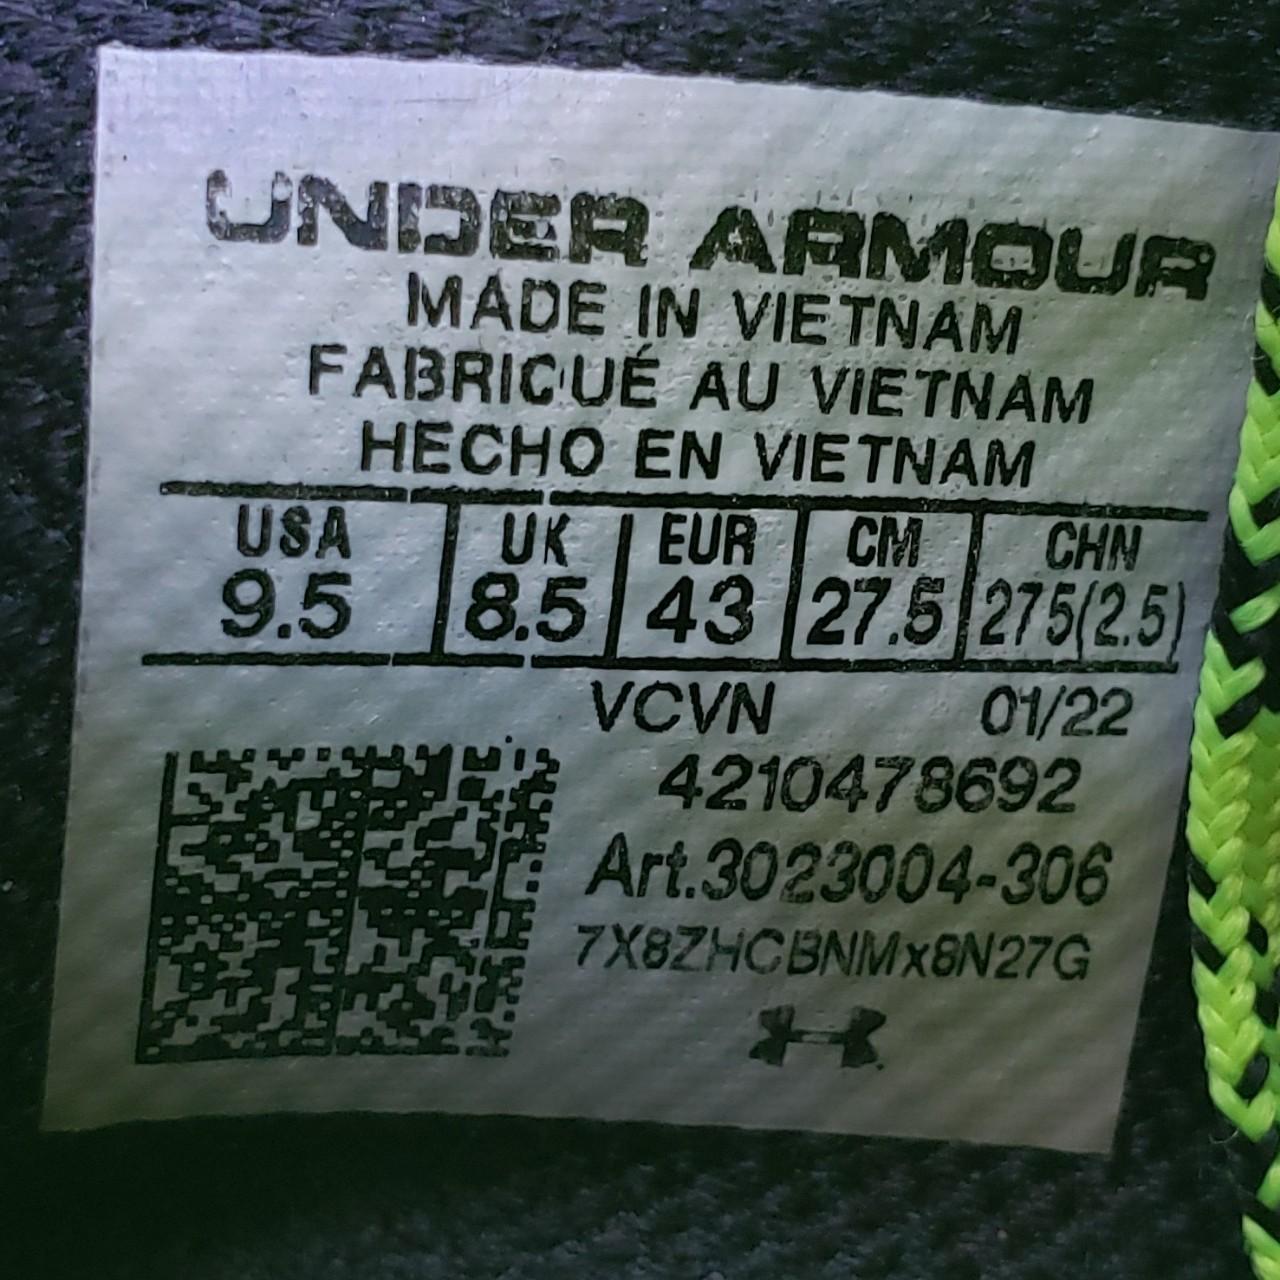 UNDER ARMOUR
MADE IN VIETNAM
FABRIQUÉ AU VIETNAM
HECHO EN VIETNAM
USA UK EUR CM CHN
9.5 8.5 43 27.5 275(2.5)
VCVN 01/22
4210478692
Art.3023004-306
7X8ZHCBNMx8N27G